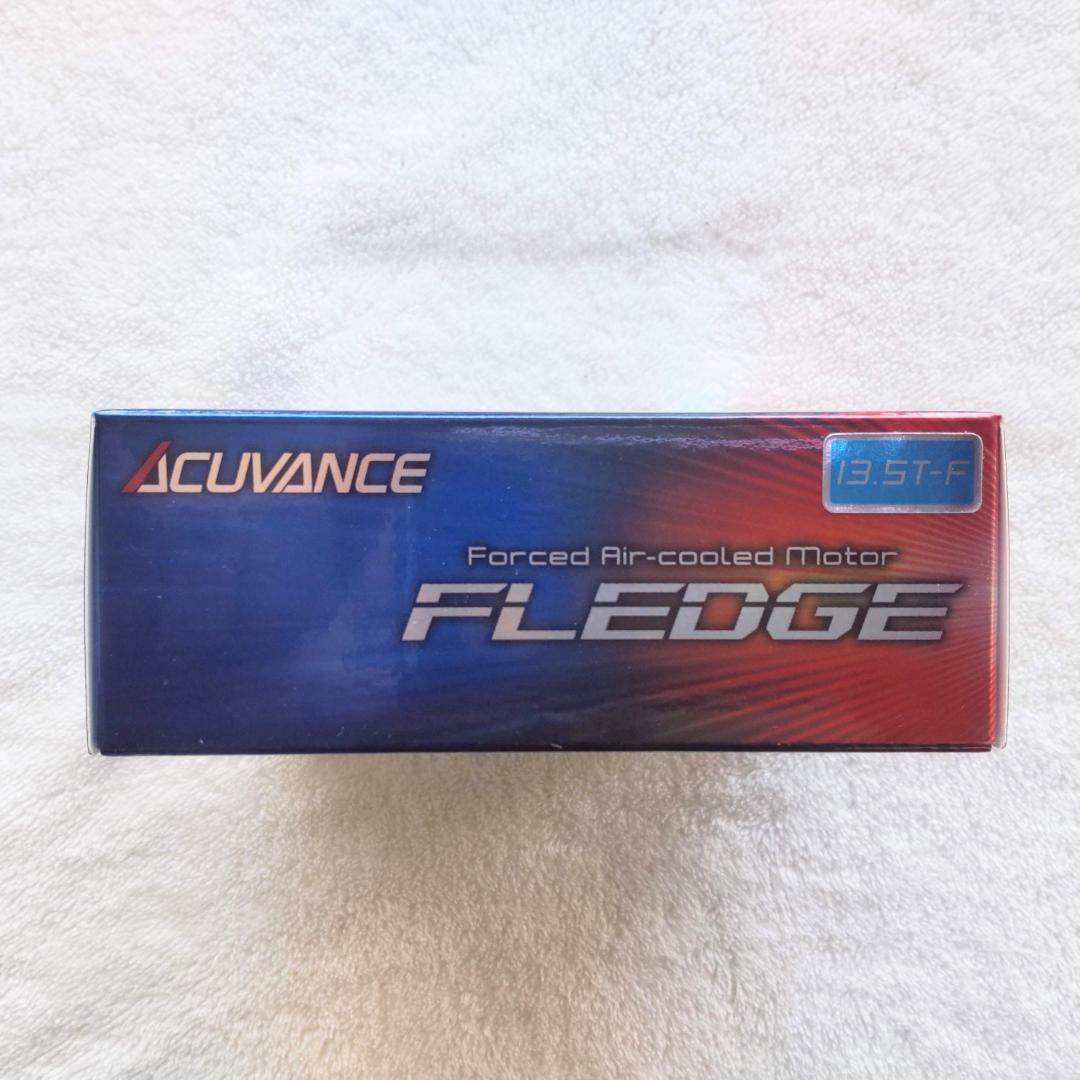 ACUVANCE
13.5T-F
Forced Air-cooled Motor
FLEDGE